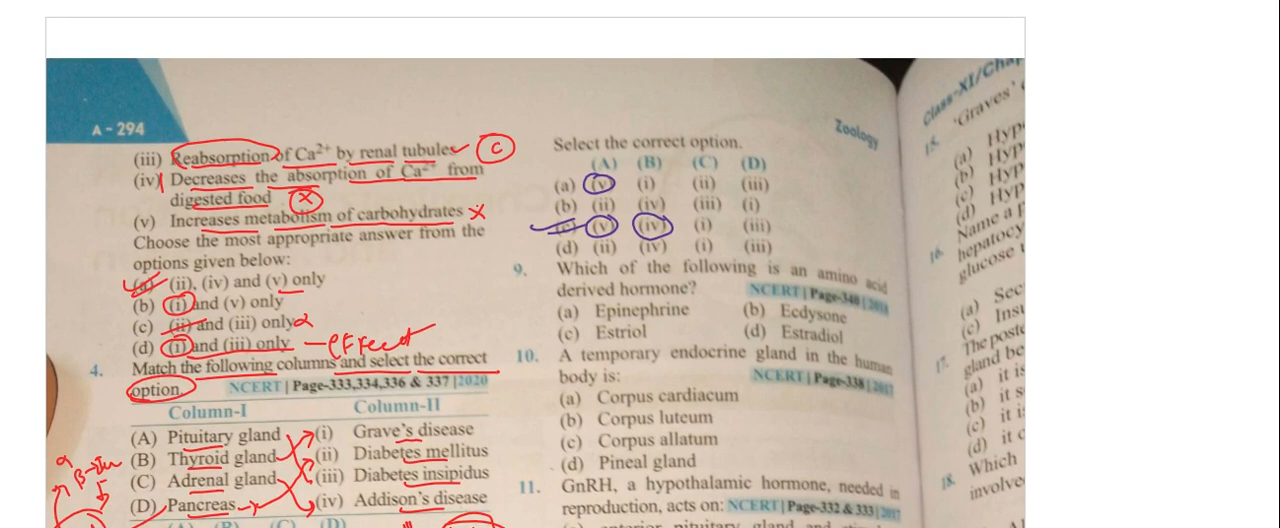 A - 294
(iii) Reabsorption of Ca²⁺ by renal tubules C
(iv) Decreases the absorption of Ca²⁺ from
digested food x
(v) Increases metabolism of carbohydrates x
Choose the most appropriate answer from the
options given below:
(a) (ii), (iv) and (v) only
(b) (i) and (v) only
(c) (ii) and (iii) only
(d) (i) and (iii) only - effect
4. Match the following columns and select the correct
option. NCERT | Page-333,334,336 & 337 | 2020
Column-I Column-II
(A) Pituitary gland (i) Grave's disease
(B) Thyroid gland (ii) Diabetes mellitus
(C) Adrenal gland (iii) Diabetes insipidus
(D) Pancreas (iv) Addison's disease
(A) (B) (C) (D)
Zoology
Select the correct option.
(A) (B) (C) (D)
(a) (v) (i) (ii) (iii)
(b) (ii) (iv) (iii) (i)
(c) (v) (iv) (i) (iii)
(d) (ii) (iv) (i) (iii)
9. Which of the following is an amino acid
derived hormone? NCERT | Page-340 |
(a) Epinephrine (b) Ecdysone
(c) Estriol (d) Estradiol
10. A temporary endocrine gland in the human
body is: NCERT | Page-338 | 2017
(a) Corpus cardiacum
(b) Corpus luteum
(c) Corpus allatum
(d) Pineal gland
11. GnRH, a hypothalamic hormone, needed in
reproduction, acts on: NCERT | Page-332 & 333 | 2017
anterior pituitary gland and
Class-XI/Chap
15. 'Graves'
(a) Hyp
(b) Hyp
(c) Hyp
(d) Hyp
16. Name a p
hepatocy
glucose
(a) Sec
(c) Inst
17. The poste
gland be
(a) it is
(b) it s
(c) it i
(d) it c
18. Which
involve